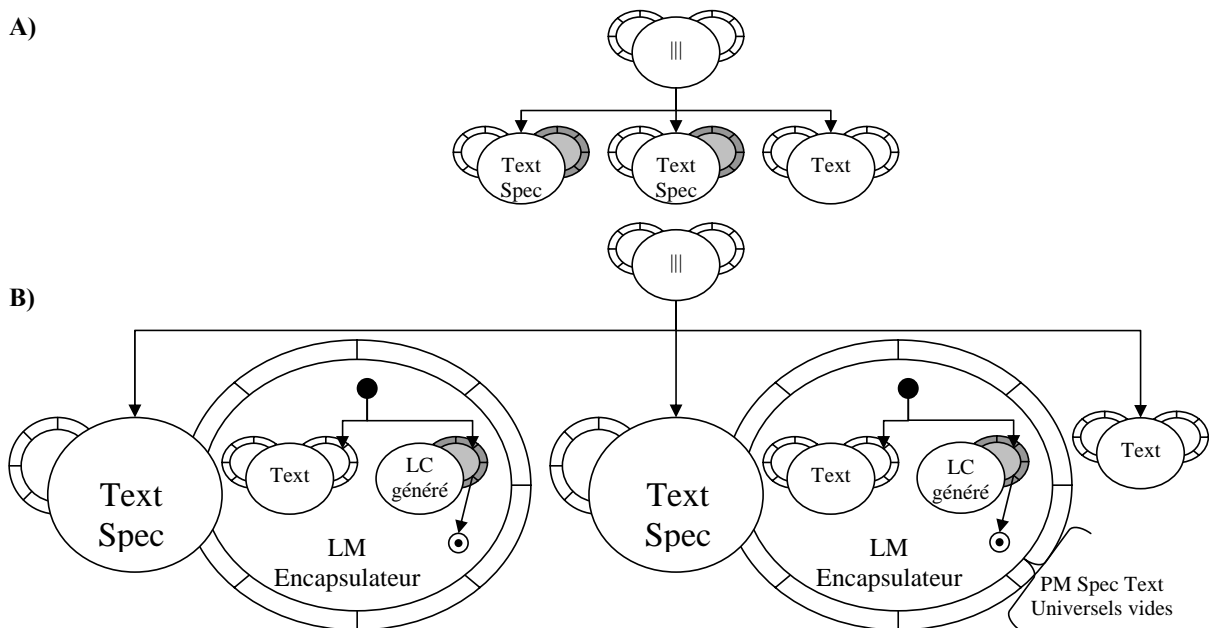 A)
|||
Text
Spec
Text
Spec
Text
|||
B)
Text
Spec
Text
LC
généré
LM
Encapsulateur
Text
Spec
Text
LC
généré
LM
Encapsulateur
Text
PM Spec Text
Universels vides